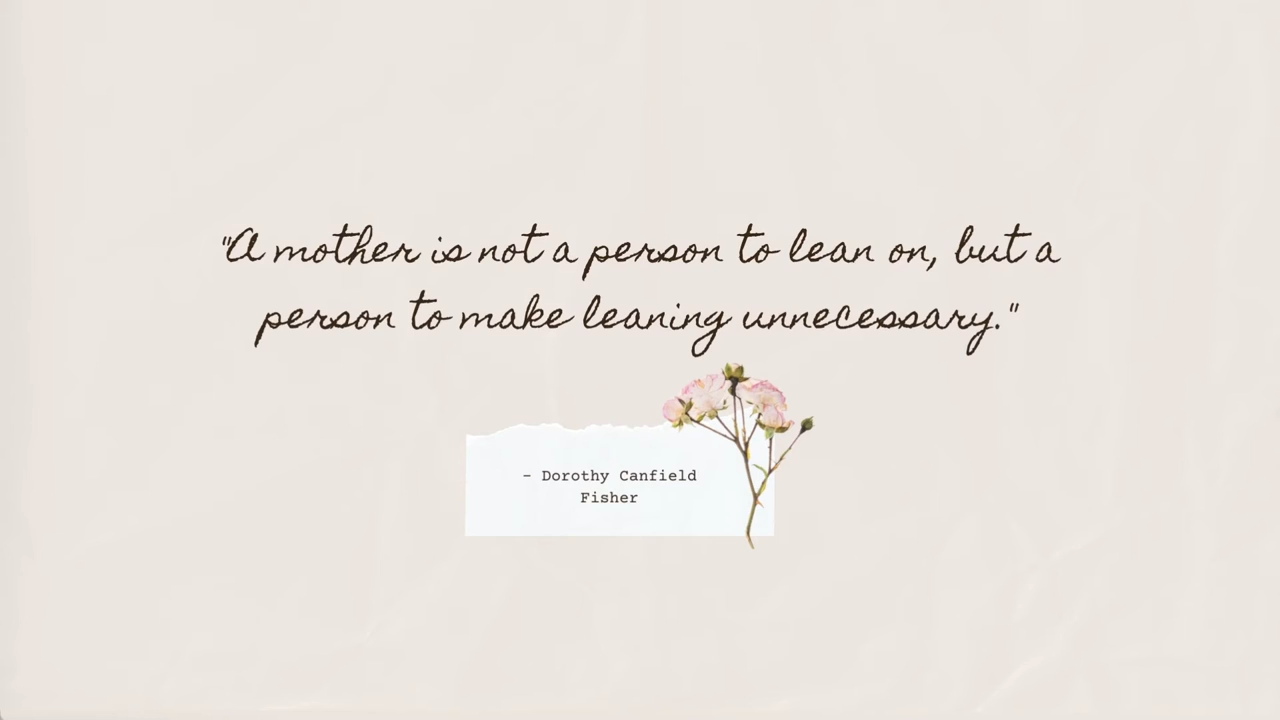 "A mother is not a person to lean on, but a
person to make leaning unnecessary."
- Dorothy Canfield
Fisher